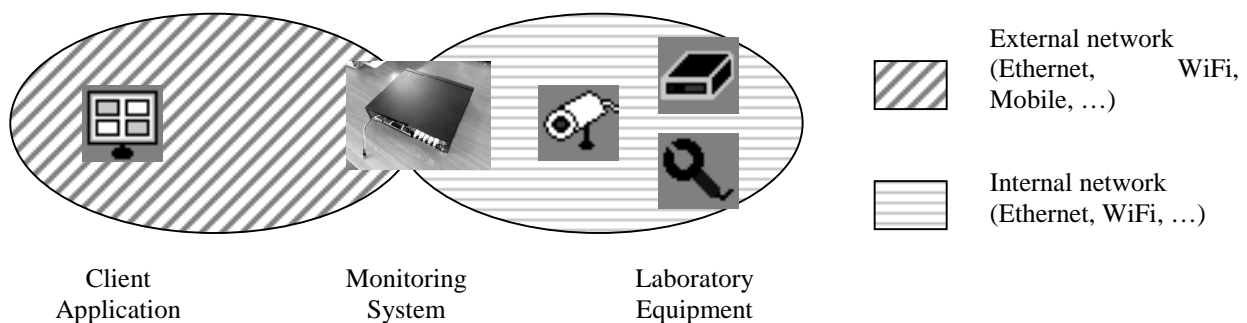 External network
(Ethernet, WiFi,
Mobile, …)
Internal network
(Ethernet, WiFi, …)
Client
Application
Monitoring
System
Laboratory
Equipment